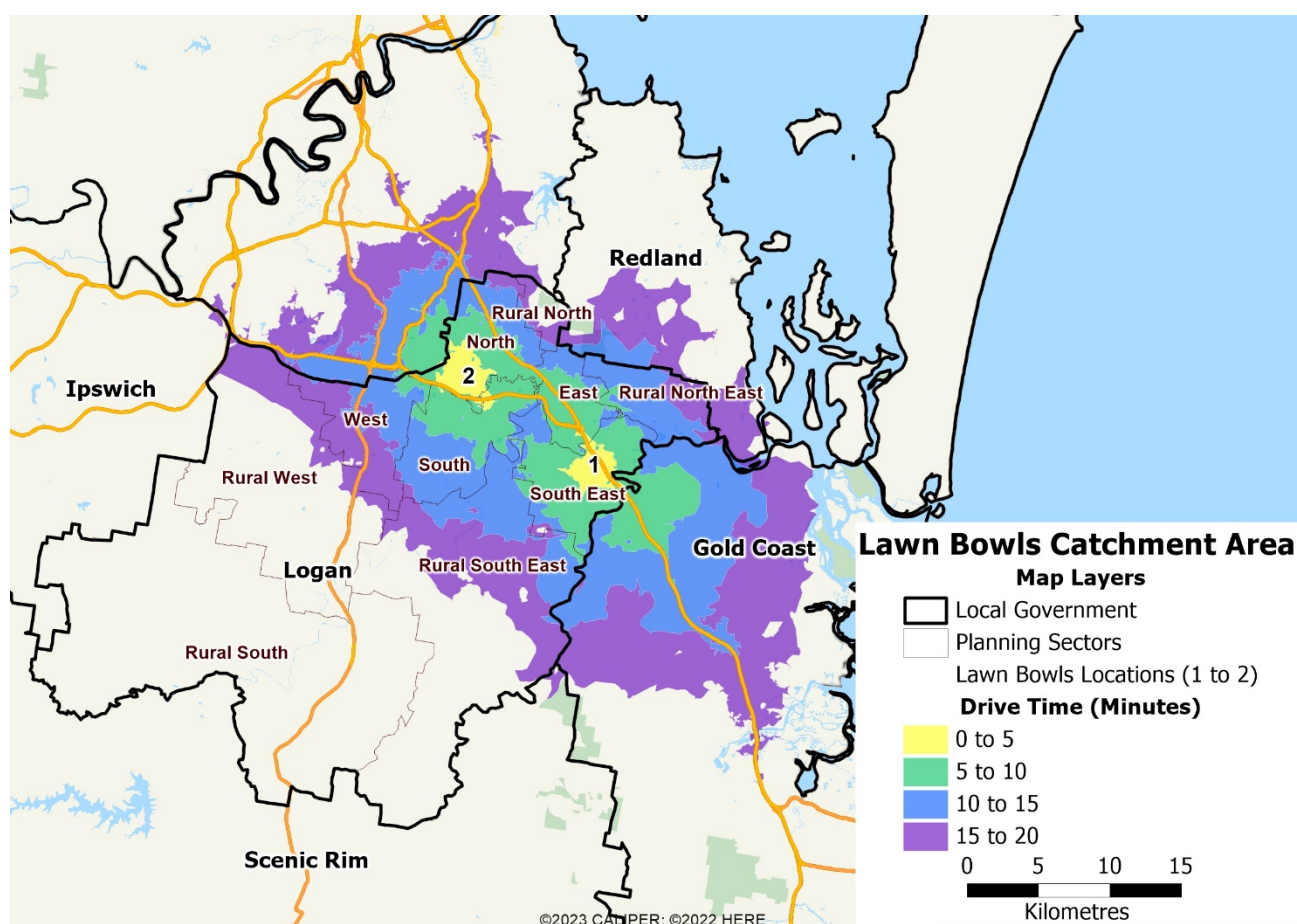 Redland
Rural North
North
2
Ipswich
East
Rural North East
West
South
1
Rural West
South East
Gold Coast
Rural South East
Logan
Rural South
Scenic Rim
©2023 CALIPER; ©2022 HERE
Lawn Bowls Catchment Area
Map Layers
Local Government
Planning Sectors
Lawn Bowls Locations (1 to 2)
Drive Time (Minutes)
0 to 5
5 to 10
10 to 15
15 to 20
0 5 10 15
Kilometres